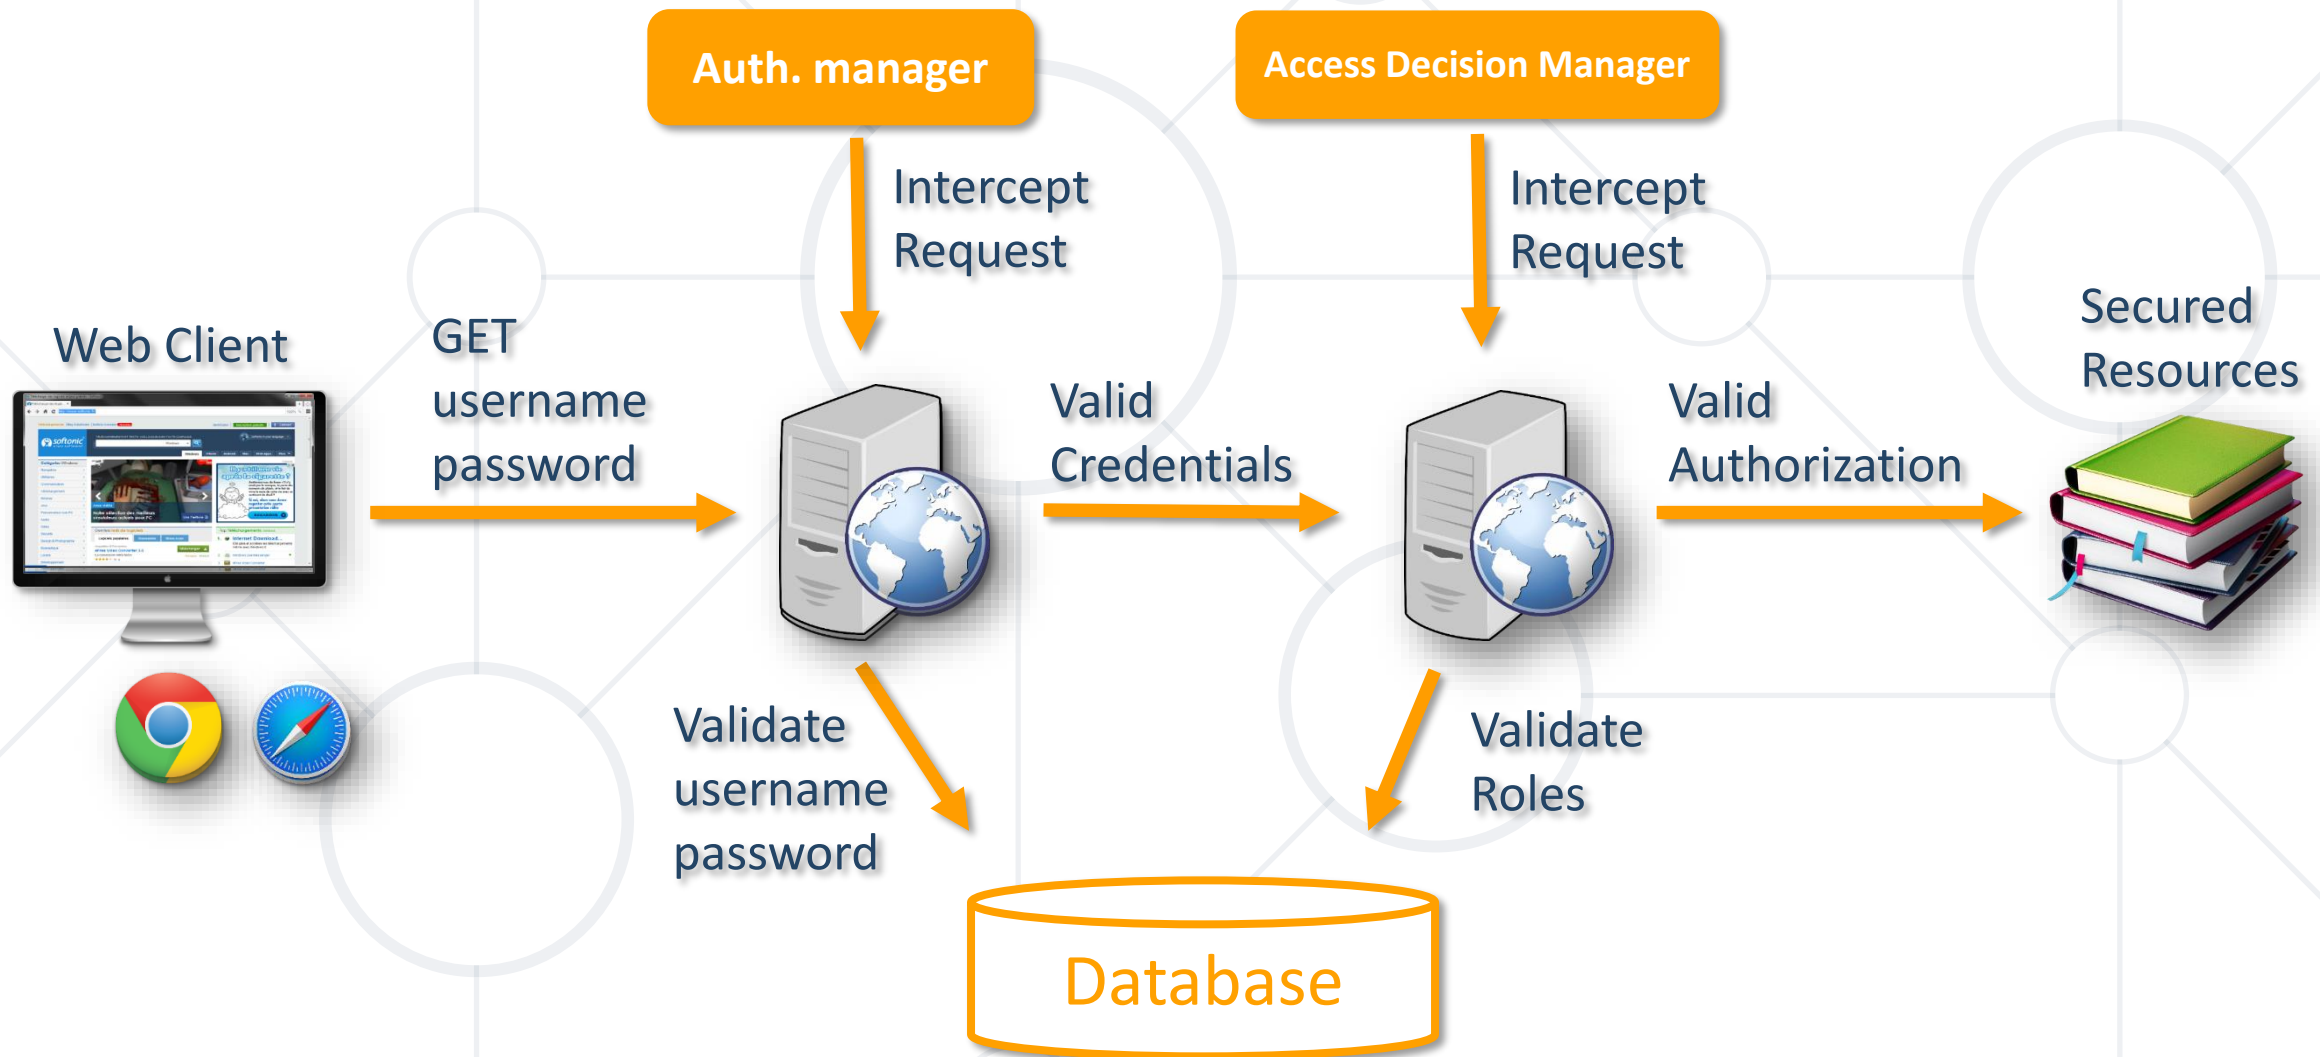 Auth. manager
Access Decision Manager
Intercept
Request
Intercept
Request
Web Client
GET
username
password
Valid
Credentials
Valid
Authorization
Secured
Resources
softonic
Validate
username
password
Validate
Roles
Database